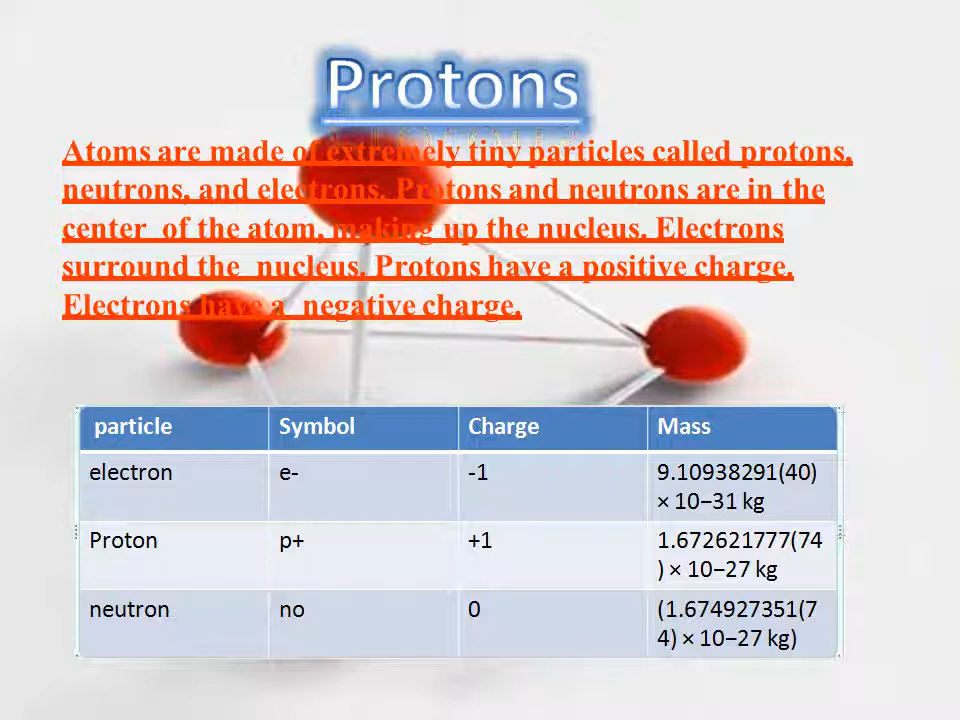 Protons
Atoms are made of extremely tiny particles called protons,
neutrons, and electrons. Protons and neutrons are in the
center of the atom, making up the nucleus. Electrons
surround the nucleus. Protons have a positive charge.
Electrons have a negative charge.
particle Symbol Charge Mass
electron e- -1 9.10938291(40)
× 10−31 kg
Proton p+ +1 1.672621777(74
) × 10−27 kg
neutron no 0 (1.674927351(7
4) × 10−27 kg)